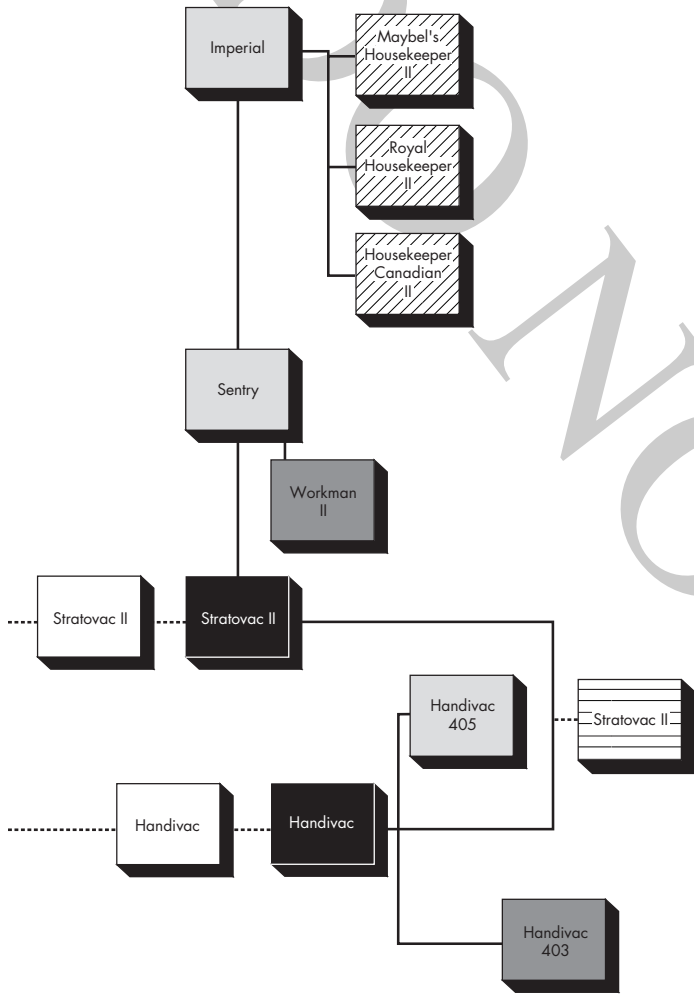 Imperial
Maybel's
Housekeeper
II
Royal
Housekeeper
II
Housekeeper
Canadian
II
Sentry
Workman
II
Stratovac II
Stratovac II
Handivac
405
Stratovac II
Handivac
Handivac
Handivac
403
O NO